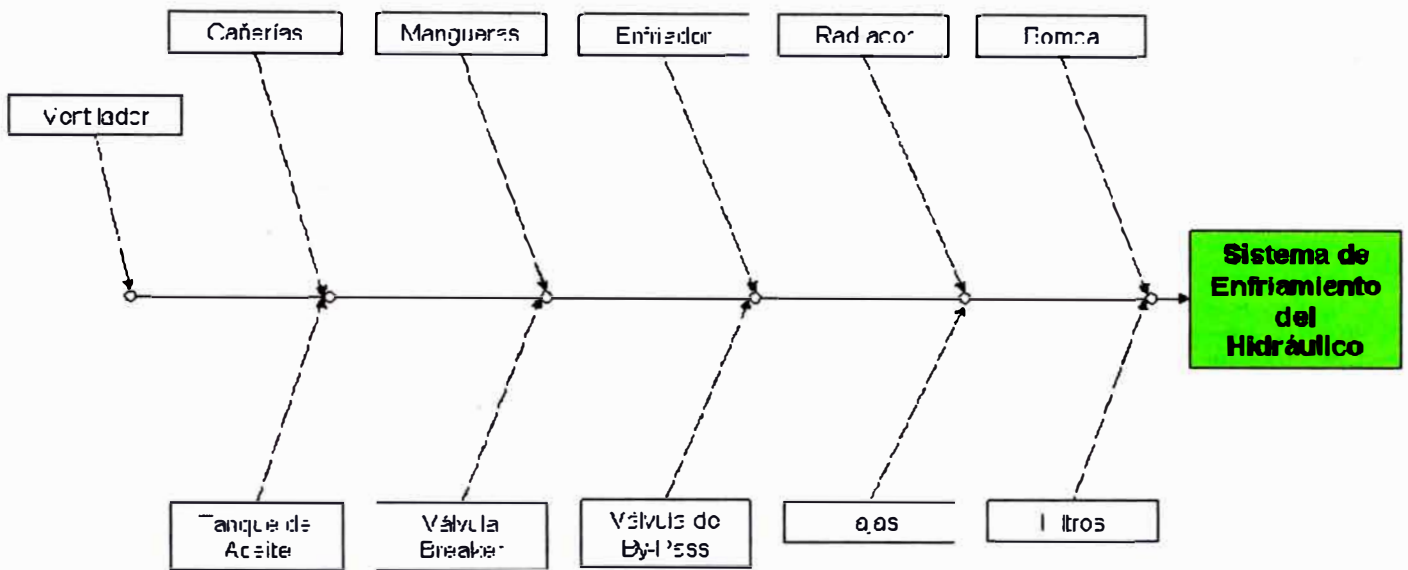 Cañerías
Mangueras
Enfriador
Radiador
Bomba
Ventilador
Sistema de
Enfriamiento
del
Hidráulico
Tanque de
Aceite
Válvula
Breaker
Válvula de
By-Pass
Filtros